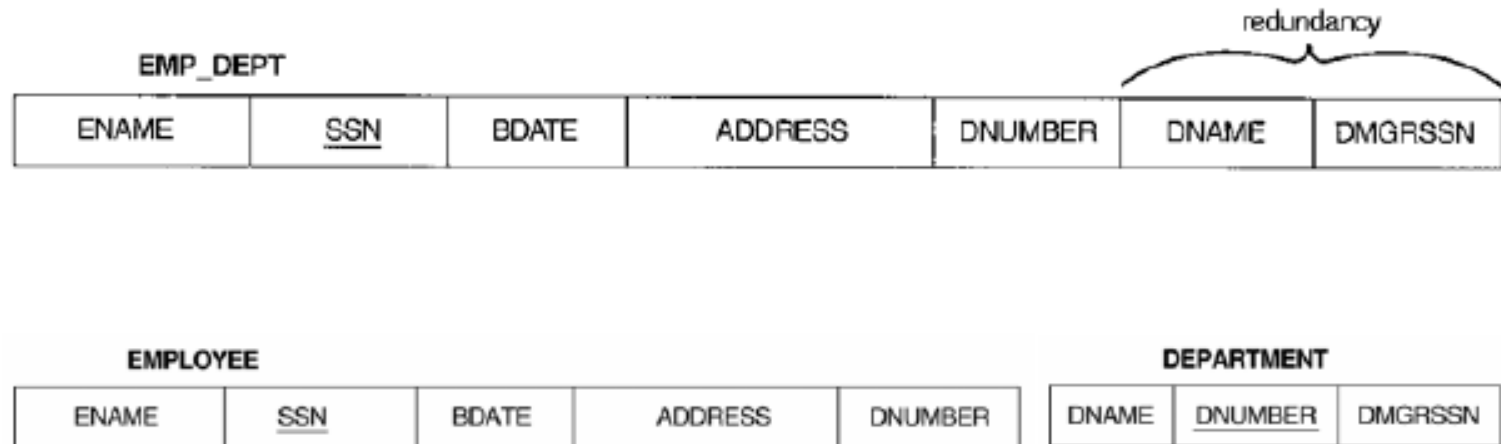 redundancy
EMP_DEPT
ENAME SSN BDATE ADDRESS DNUMBER DNAME DMGRSSN
EMPLOYEE DEPARTMENT
ENAME SSN BDATE ADDRESS DNUMBER DNAME DNUMBER DMGRSSN